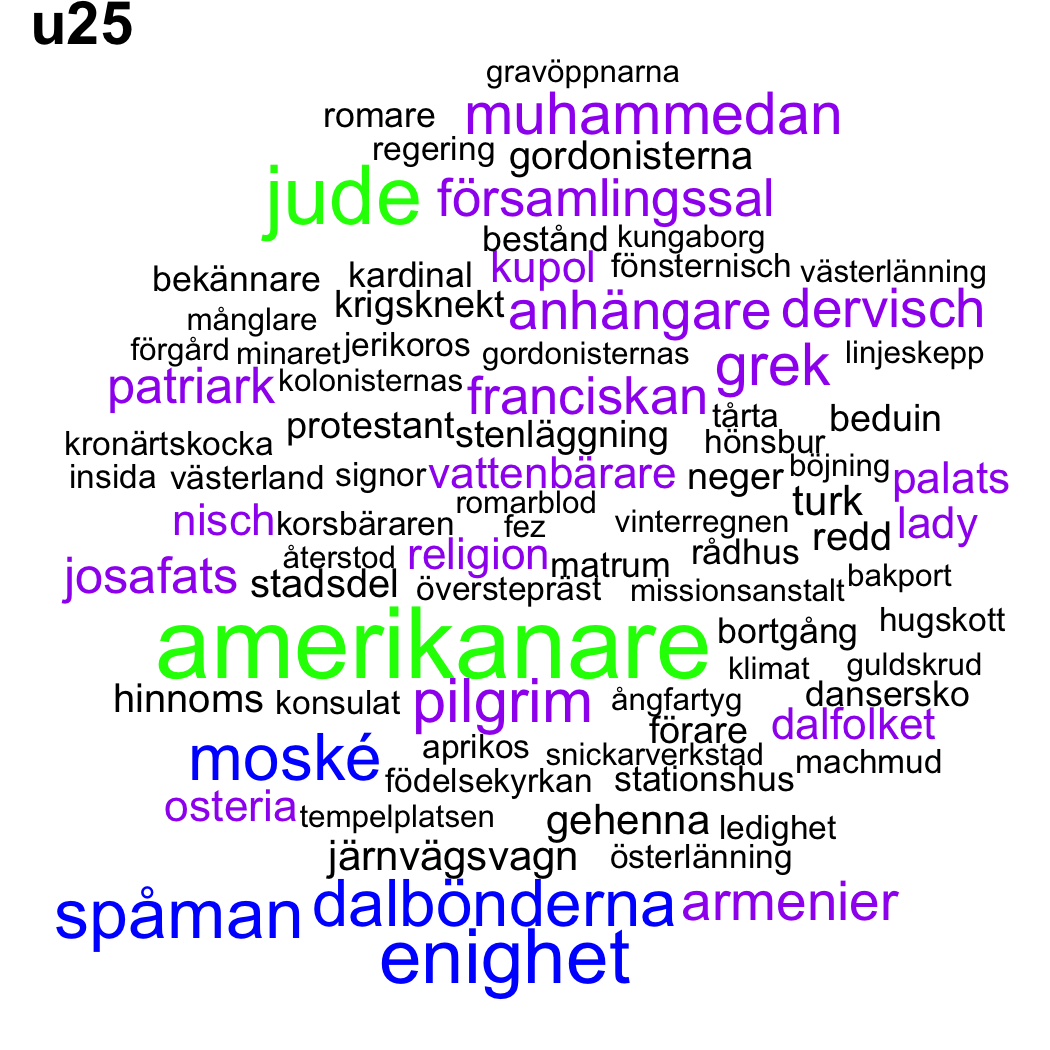 u25
gravöppnarna
romare muhammedan
regering gordonisterna
jude församlingssal
bestånd kungaborg
bekännare kardinal kupol fönsternisch västerlänning
månglare krigsknekt anhängare dervisch
förgård minaret jerikoros gordonisternas grek linjeskepp
patriark kolonisternas franciskan tårta beduin
kronärtskocka protestant stenläggning hönsbur
insida västerland signor vattenbärare neger böjning palats
nisch korsbäraren romarblod fez vinterregnen turk redd lady
josafats återstod religion matrum rådhus
stadsdel överstepräst missionsanstalt bakport
amerikanare bortgång hugskott
klimat guldskrud
hinnoms konsulat pilgrim ångfartyg dansersko
förare dalfolket
moské aprikos snickarverkstad machmud
födelsekyrkan stationshus
osteria tempelplatsen gehenna ledighet
järnvägsvagn österlänning
spåman dalbönderna armenier
enighet